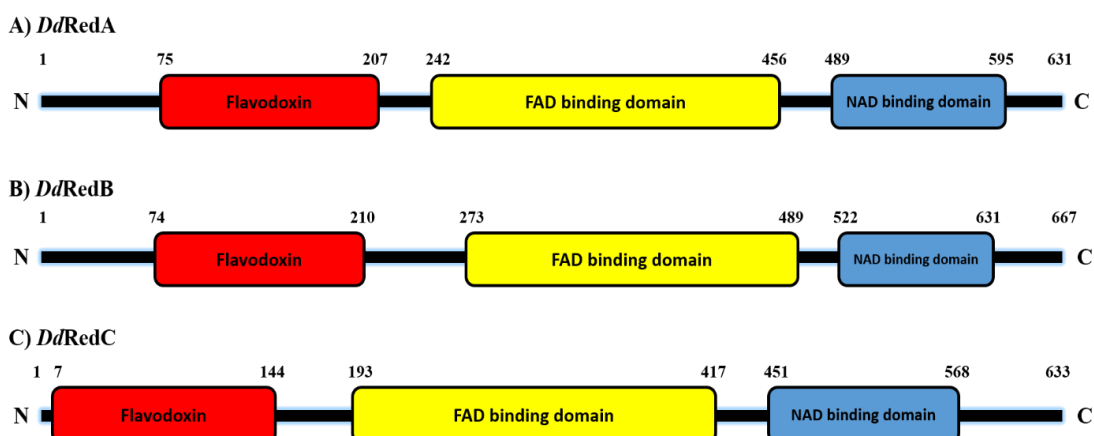 A) DdRedA
1 75 207 242 456 489 595 631
N Flavodoxin FAD binding domain NAD binding domain C
B) DdRedB
1 74 210 273 489 522 631 667
N Flavodoxin FAD binding domain NAD binding domain C
C) DdRedC
1 7 144 193 417 451 568 633
N Flavodoxin FAD binding domain NAD binding domain C